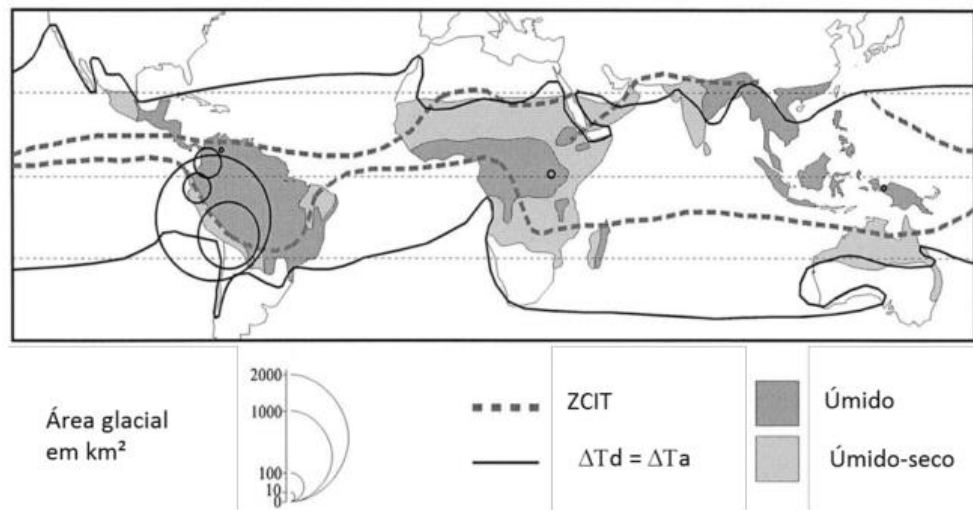 Área glacial
em km²
2000
1000
100
10
0
ZCIT
ΔTd = ΔTa
Úmido
Úmido-seco